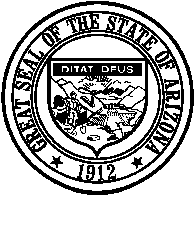 GREAT SEAL OF THE STATE OF ARIZONA
DITAT DEUS
1912